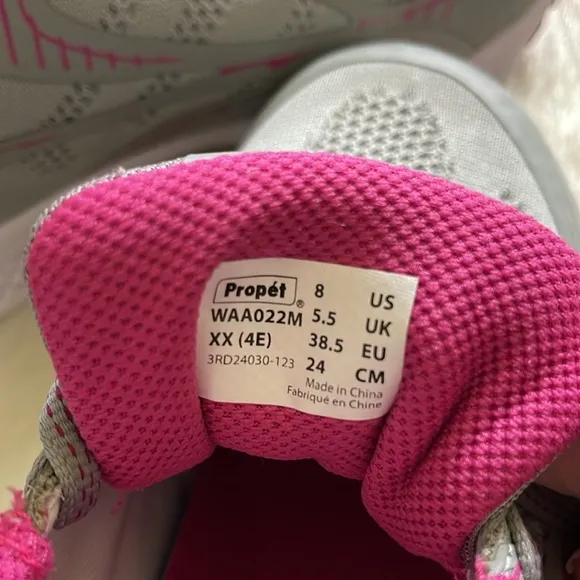 Propét® 8 US
WAA022M 5.5 UK
XX (4E) 38.5 EU
3RD24030-123 24 CM
Made in China
Fabriqué en Chine